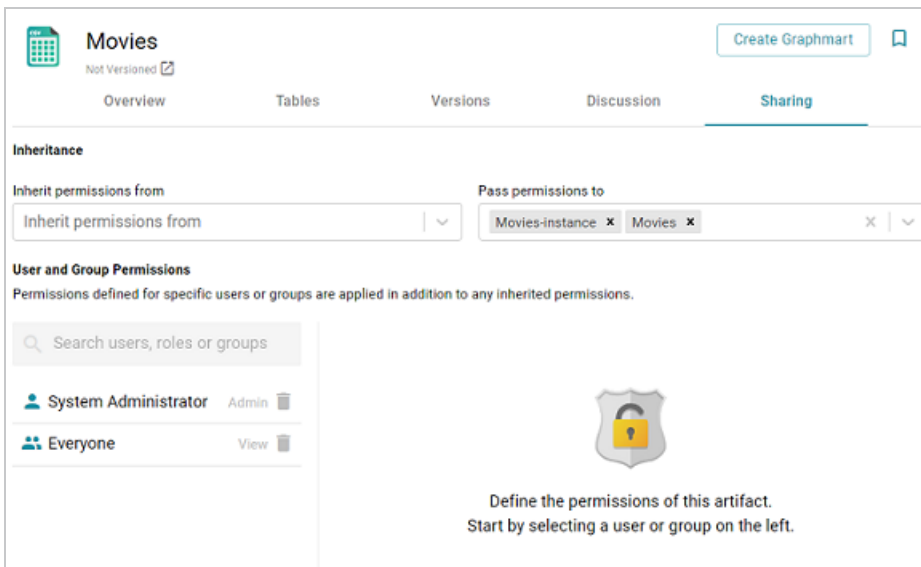 CSV
Movies
Create Graphmart
Not Versioned
Overview Tables Versions Discussion Sharing
Inheritance
Inherit permissions from Pass permissions to
Inherit permissions from Movies-instance x Movies x
User and Group Permissions
Permissions defined for specific users or groups are applied in addition to any inherited permissions.
Search users, roles or groups
System Administrator Admin
Everyone View
Define the permissions of this artifact.
Start by selecting a user or group on the left.